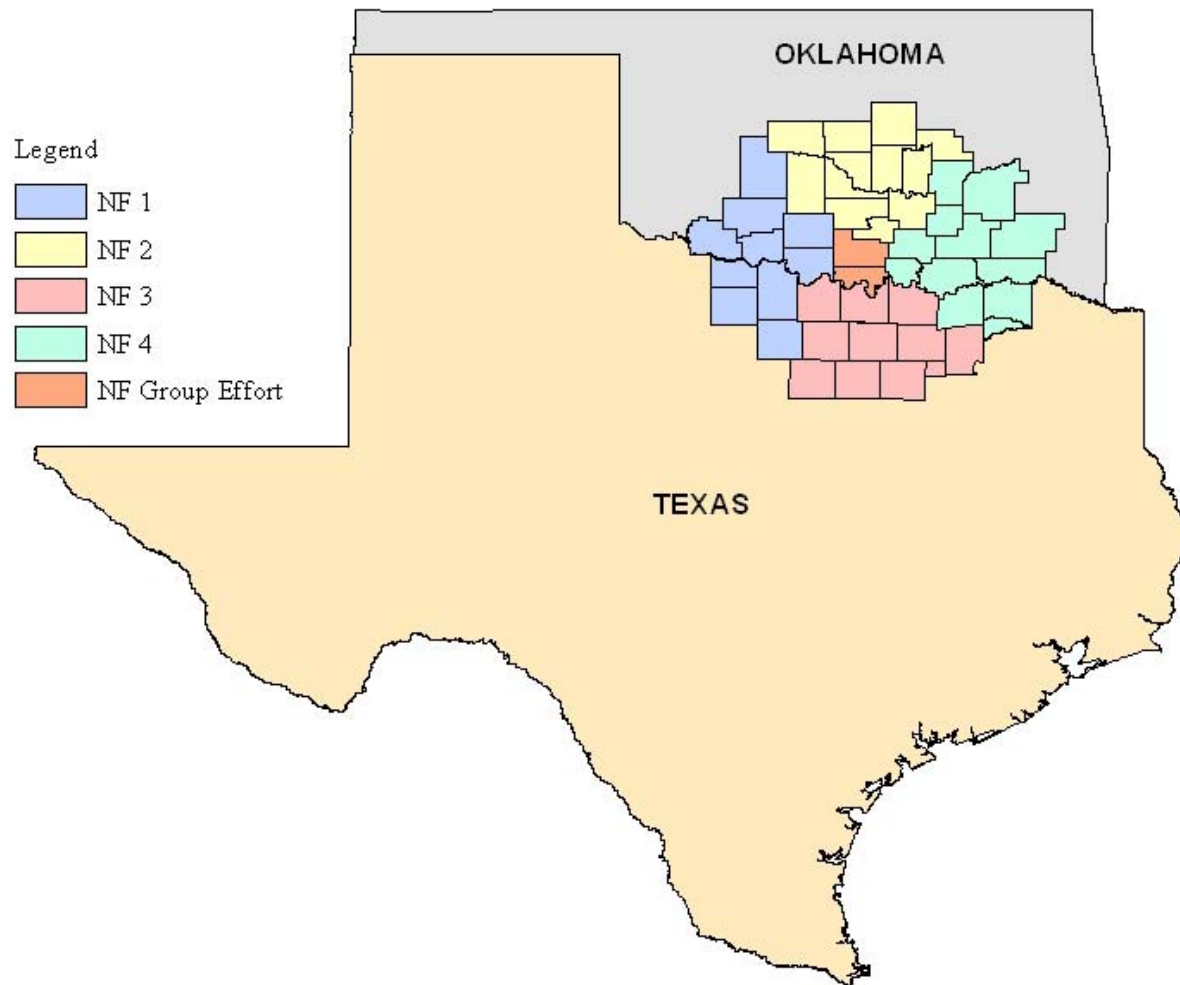 OKLAHOMA
Legend
NF 1
NF 2
NF 3
NF 4
NF Group Effort
TEXAS